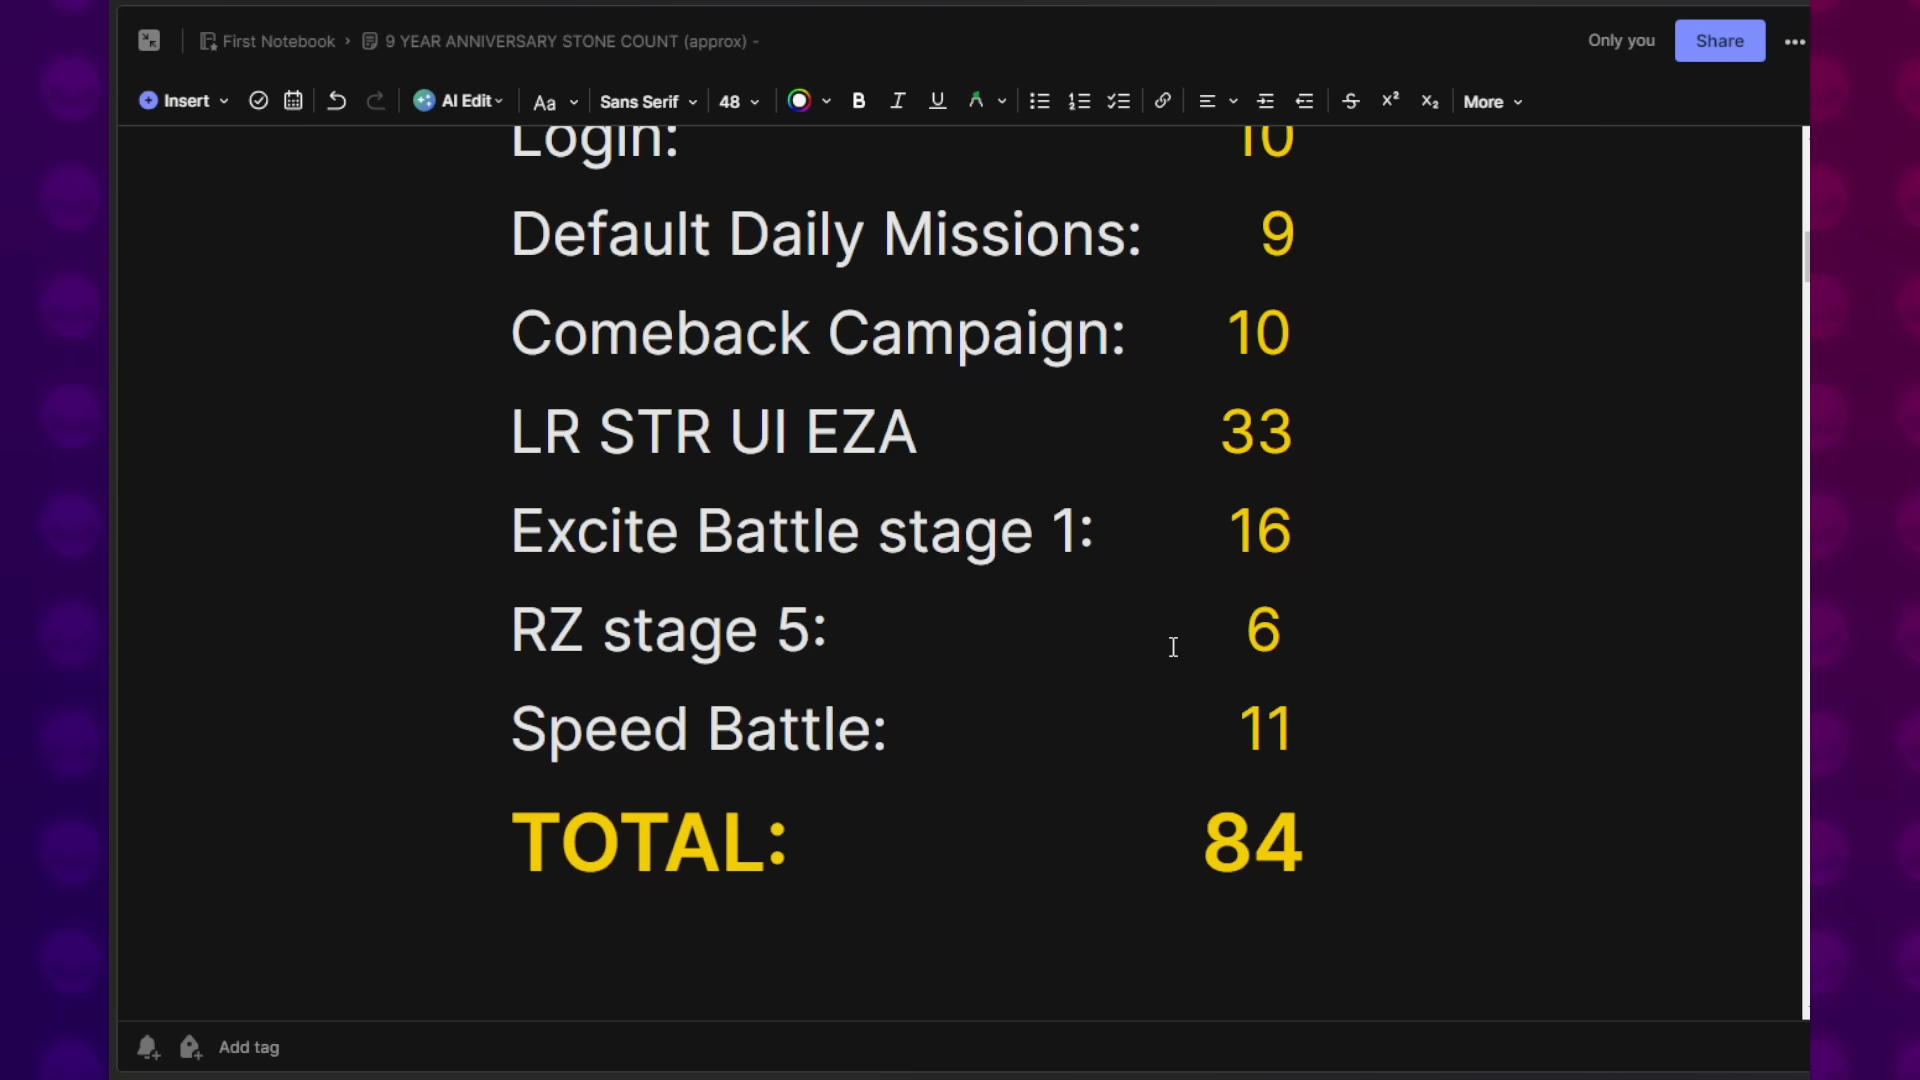 First Notebook › 9 YEAR ANNIVERSARY STONE COUNT (approx) -
Only you
Share
Insert
AI Edit
Aa
Sans Serif
48
B I U A
More
Login: 10
Default Daily Missions: 9
Comeback Campaign: 10
LR STR UI EZA 33
Excite Battle stage 1: 16
RZ stage 5: 6
Speed Battle: 11
TOTAL: 84
Add tag